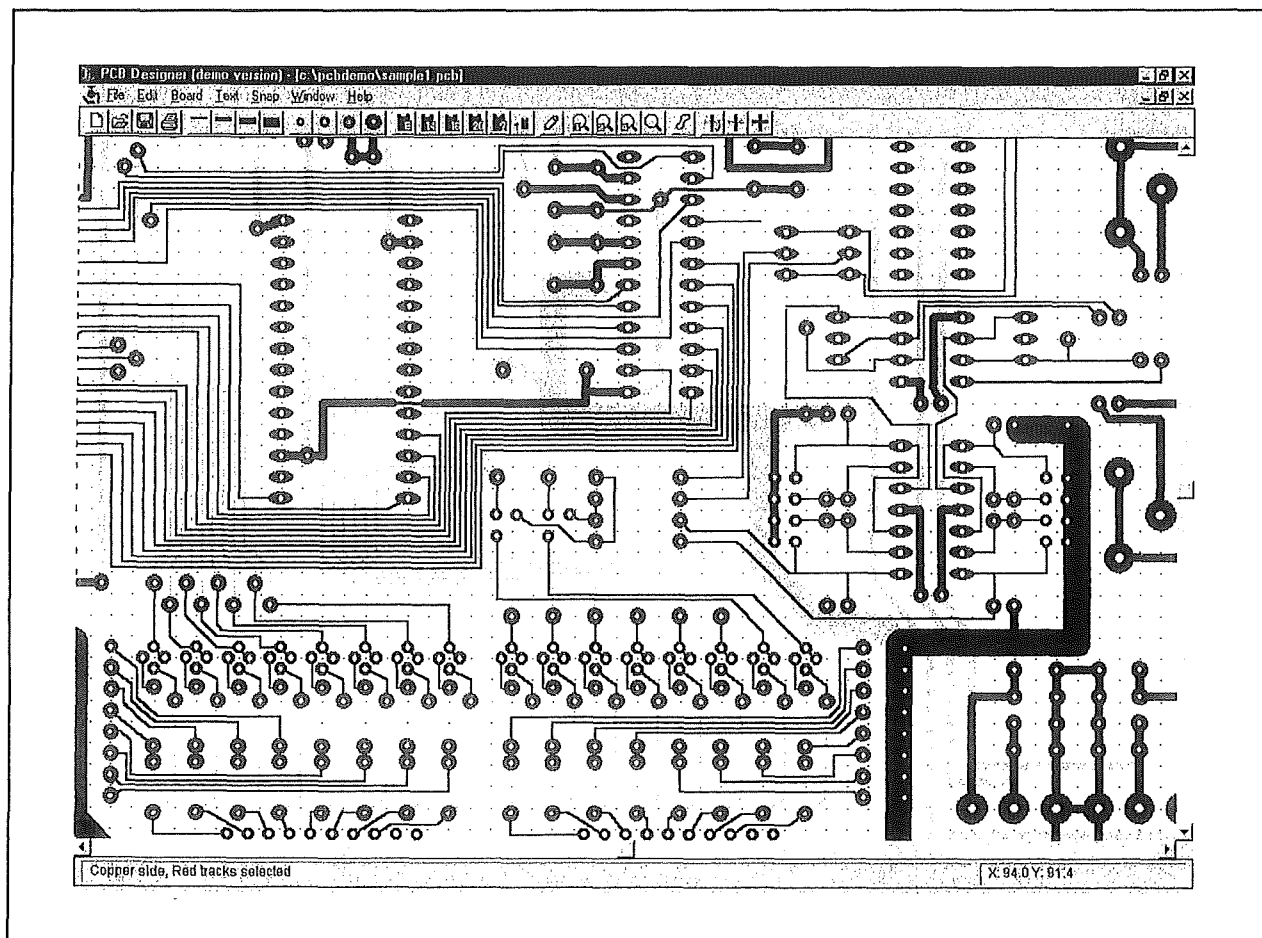 PCB Designer (demo version) - [c:\pcbdemo\sample1.pcb]
File Edit Board Text Snap Window Help
Copper side, Red tracks selected
X: 94.0 Y: 91.4